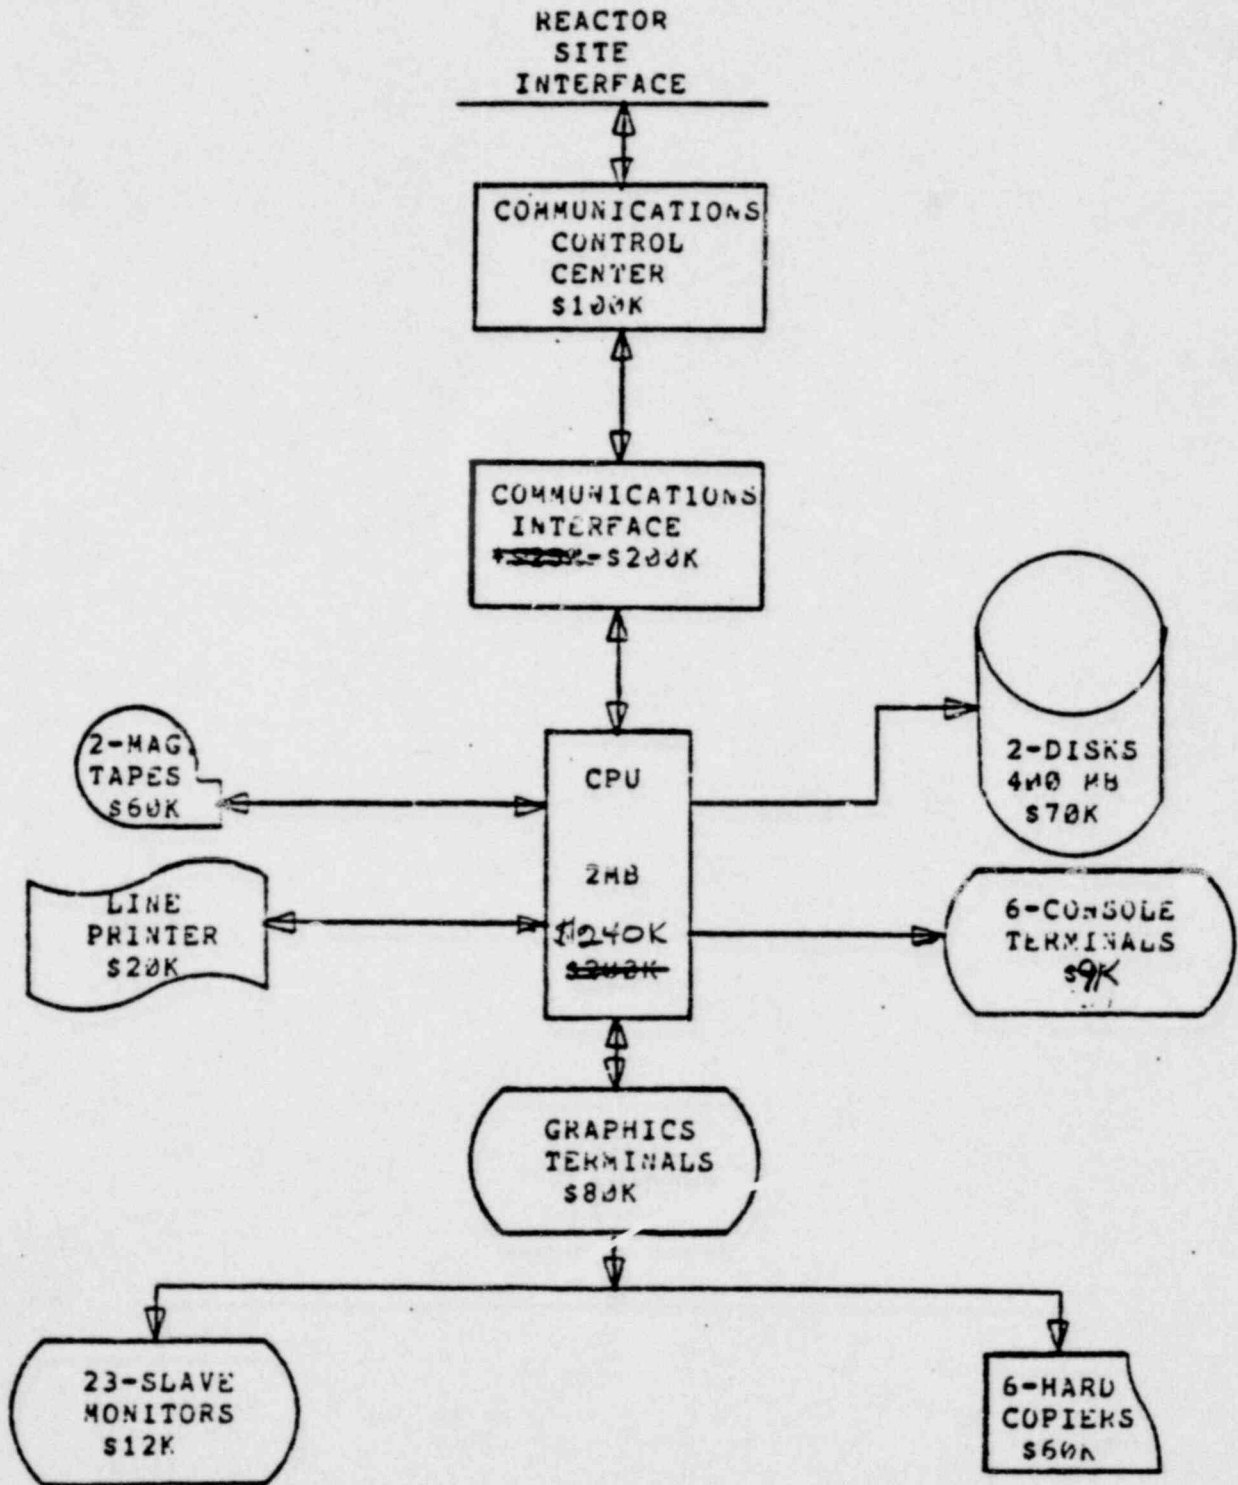 REACTOR
SITE
INTERFACE
COMMUNICATIONS
CONTROL
CENTER
$100K
COMMUNICATIONS
INTERFACE
-$200K
2-MAG
TAPES
$60K
CPU
2MB
$240K
$200K
2-DISKS
400 MB
$70K
LINE
PRINTER
$20K
6-CONSOLE
TERMINALS
$9K
GRAPHICS
TERMINALS
$80K
23-SLAVE
MONITORS
$12K
6-HARD
COPIERS
$60K